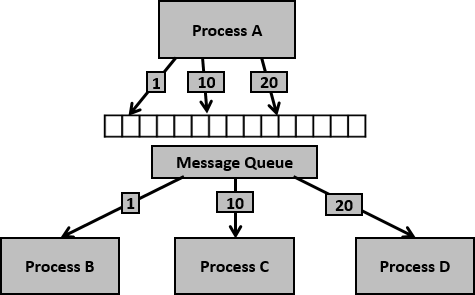 Process A
1
10
20
Message Queue
1
10
20
Process B
Process C
Process D